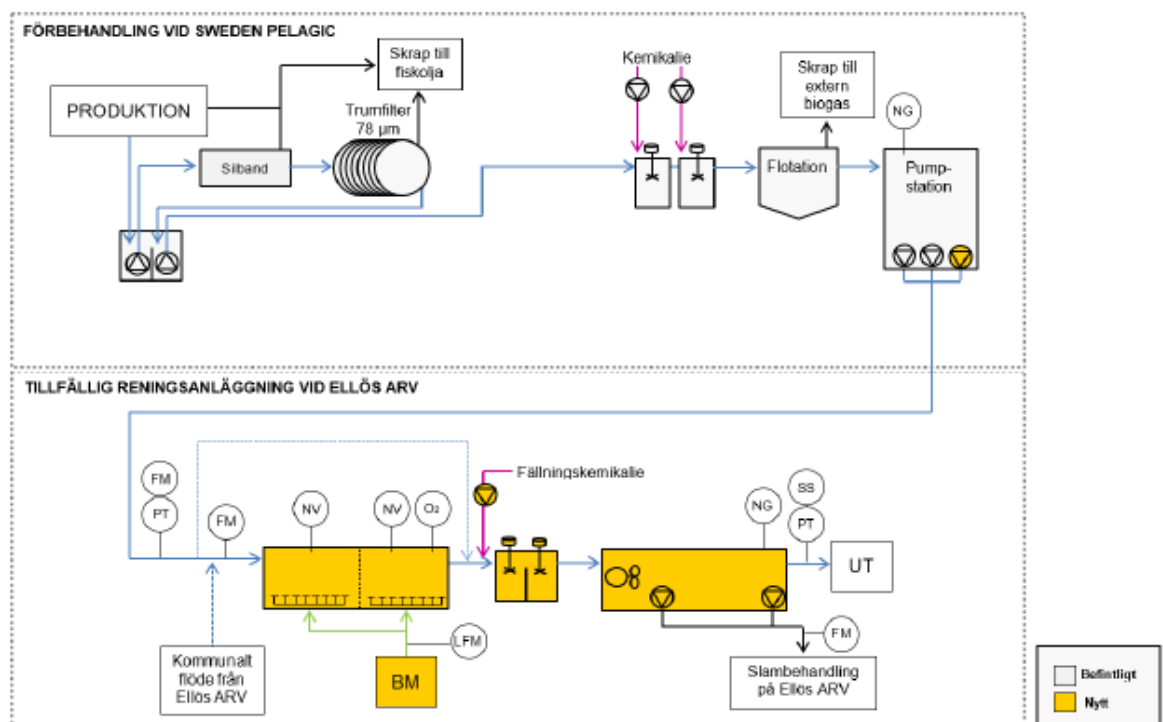 FÖRBEHANDLING VID SWEDEN PELAGIC
PRODUKTION
Skrap till
fiskolja
Trumfilter
78 µm
Silband
Kemikalie
Skrap till
extern
biogas
NG
Flotation
Pump-
station
TILLFÄLLIG RENINGSANLÄGGNING VID ELLÖS ARV
FM
PT
FM
NV
NV
O₂
Fällningskemikalie
NG
SS
PT
UT
Kommunalt
flöde från
Ellös ARV
BM
LFM
FM
Slambehandling
på Ellös ARV
Befintligt
Nytt